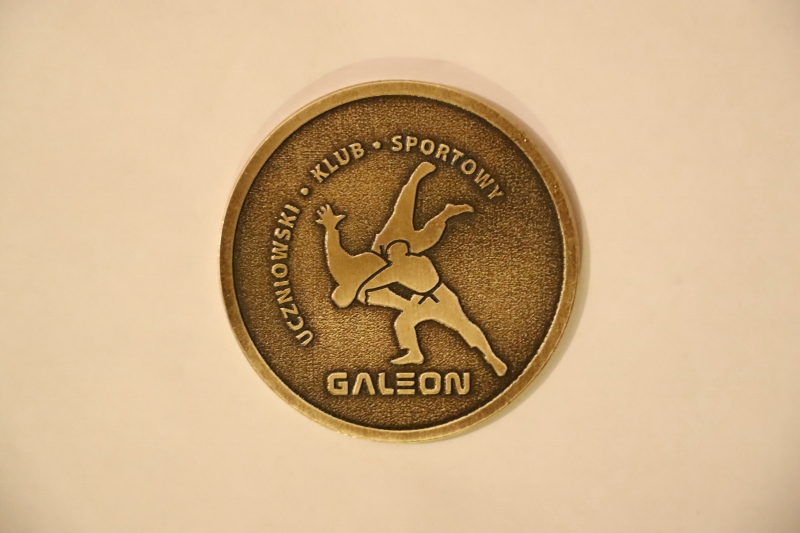 UCZNIOWSKI • KLUB • SPORTOWY
GALEON